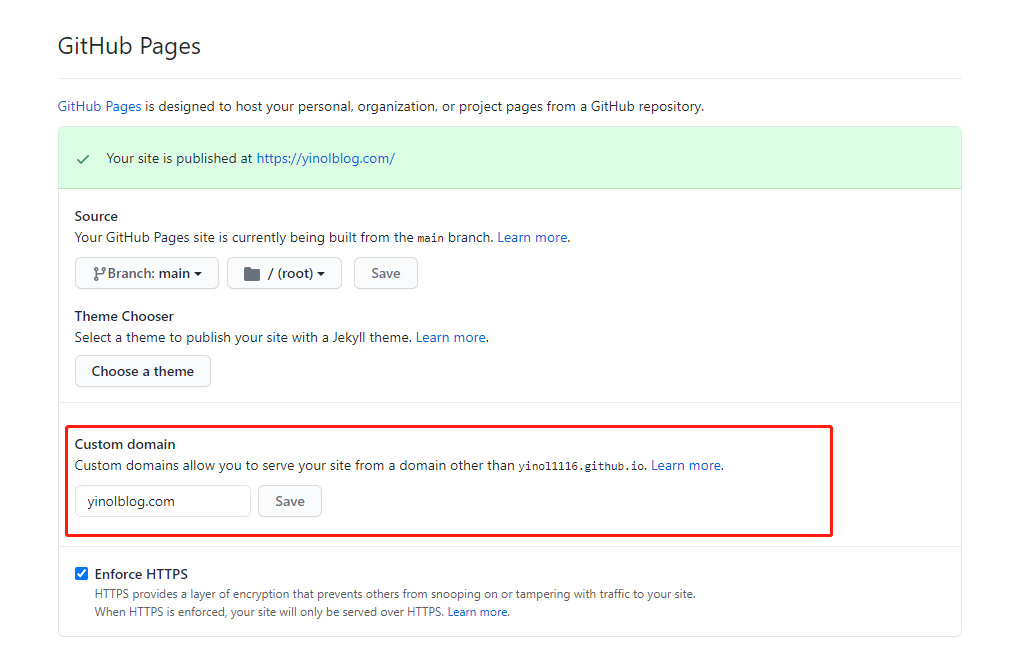 GitHub Pages
GitHub Pages is designed to host your personal, organization, or project pages from a GitHub repository.
Your site is published at https://yinolblog.com/
Source
Your GitHub Pages site is currently being built from the main branch. Learn more.
Branch: main
/ (root)
Save
Theme Chooser
Select a theme to publish your site with a Jekyll theme. Learn more.
Choose a theme
Custom domain
Custom domains allow you to serve your site from a domain other than yinol1116.github.io. Learn more.
yinolblog.com
Save
Enforce HTTPS
HTTPS provides a layer of encryption that prevents others from snooping on or tampering with traffic to your site.
When HTTPS is enforced, your site will only be served over HTTPS. Learn more.